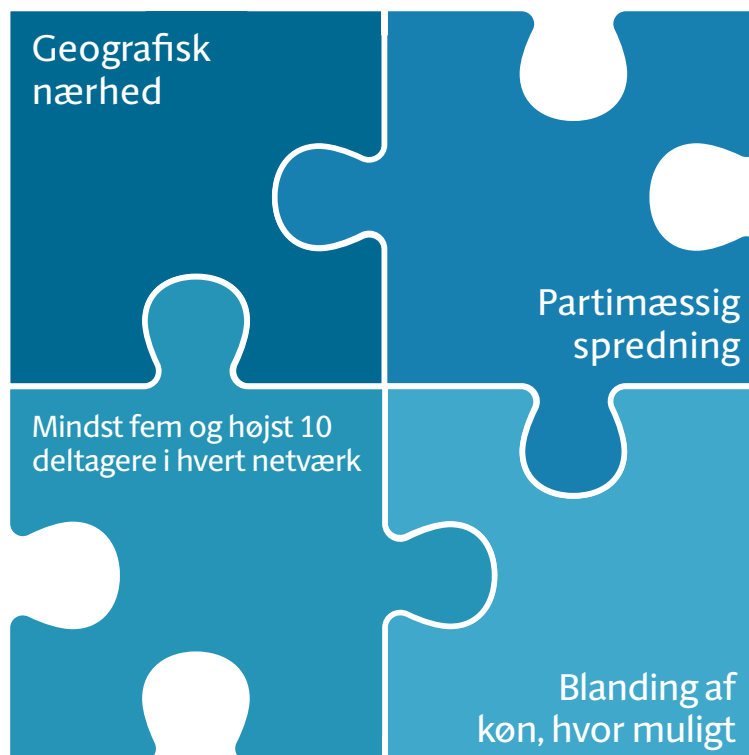 Geografisk
nærhed
Partimæssig
spredning
Mindst fem og højst 10
deltagere i hvert netværk
Blanding af
køn, hvor muligt